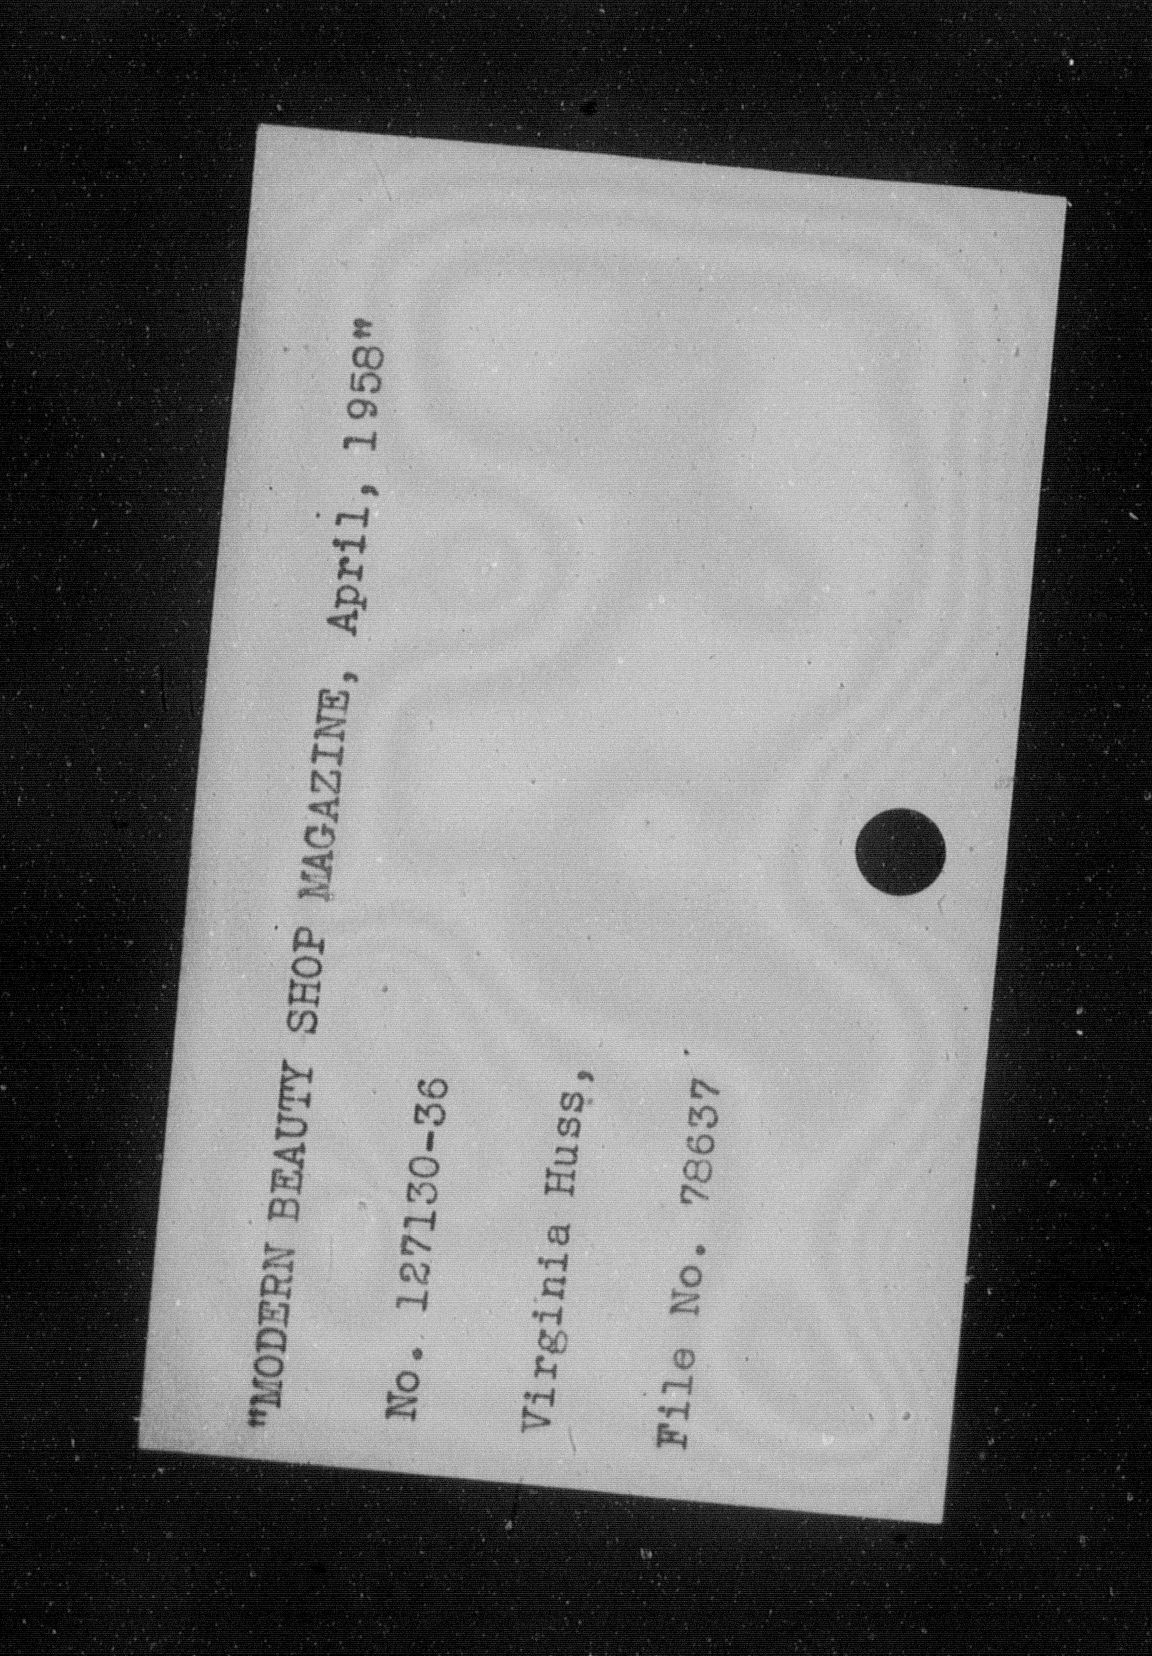 "MODERN BEAUTY SHOP MAGAZINE, April, 1958"
No. 127130-36
Virginia Huss,
File No. 78637